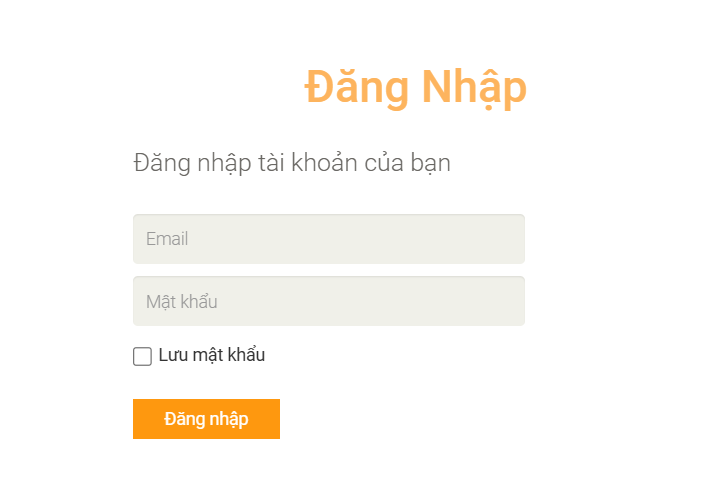 Đăng Nhập
Đăng nhập tài khoản của bạn
Email
Mật khẩu
Lưu mật khẩu
Đăng nhập